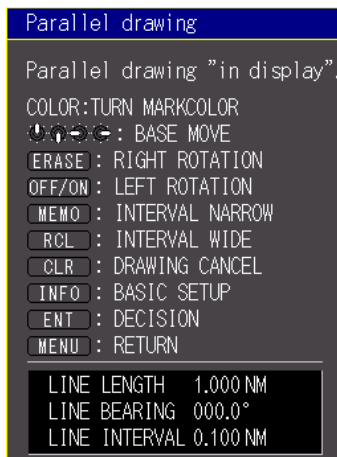 Parallel drawing
Parallel drawing "in display".
COLOR:TURN MARKCOLOR
: BASE MOVE
ERASE : RIGHT ROTATION
OFF/ON : LEFT ROTATION
MEMO : INTERVAL NARROW
RCL : INTERVAL WIDE
CLR : DRAWING CANCEL
INFO : BASIC SETUP
ENT : DECISION
MENU : RETURN
LINE LENGTH 1.000 NM
LINE BEARING 000.0°
LINE INTERVAL 0.100 NM